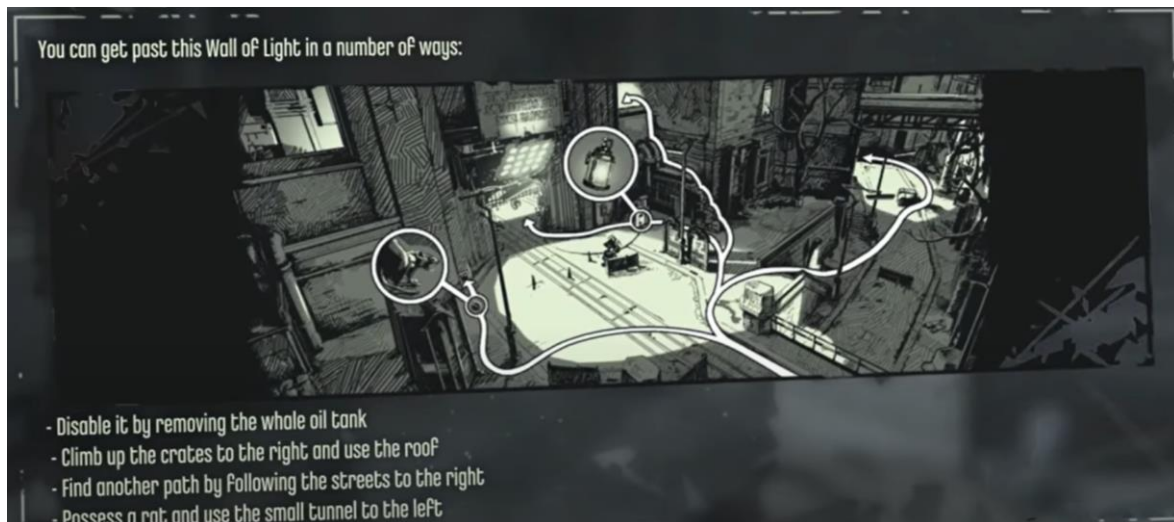 You can get past this Wall of Light in a number of ways:
- Disable it by removing the whale oil tank
- Climb up the crates to the right and use the roof
- Find another path by following the streets to the right
- Possess a rat and use the small tunnel to the left